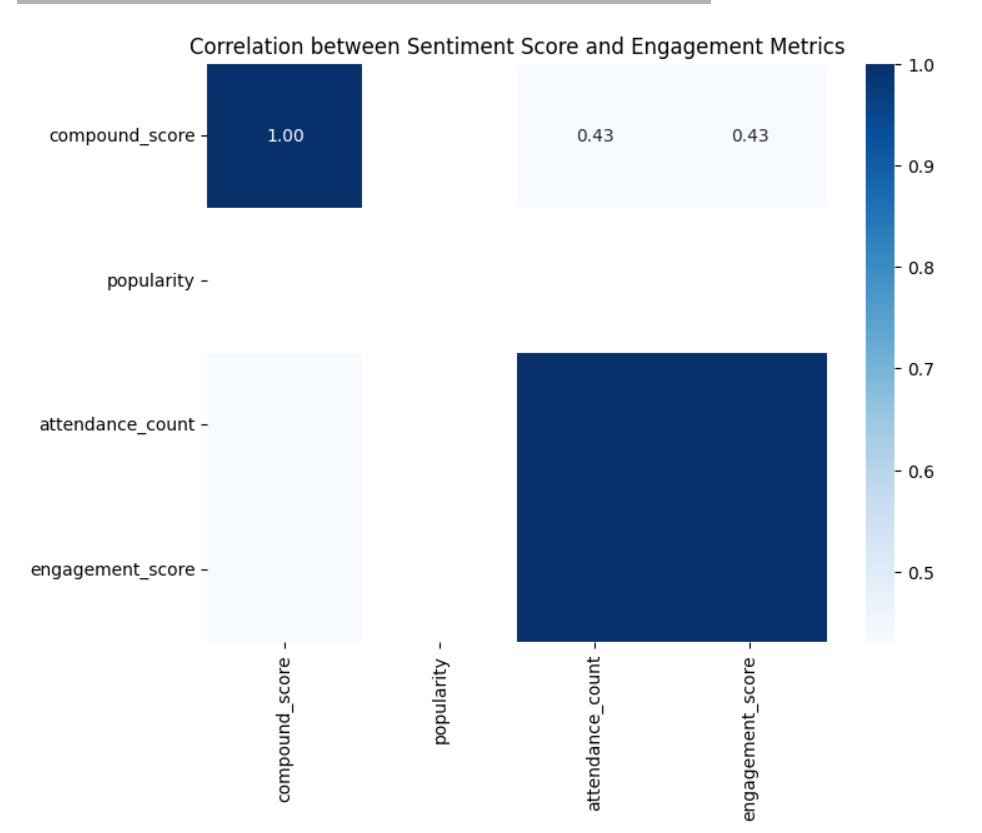 Correlation between Sentiment Score and Engagement Metrics
compound_score
1.00
0.43
0.43
popularity
attendance_count
engagement_score
compound_score
popularity
attendance_count
engagement_score
1.0
0.9
0.8
0.7
0.6
0.5